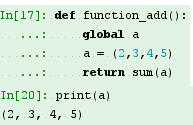 In[17]: def function_add():
...: global a
...: a = (2,3,4,5)
...: return sum(a)
In[20]: print(a)
(2, 3, 4, 5)